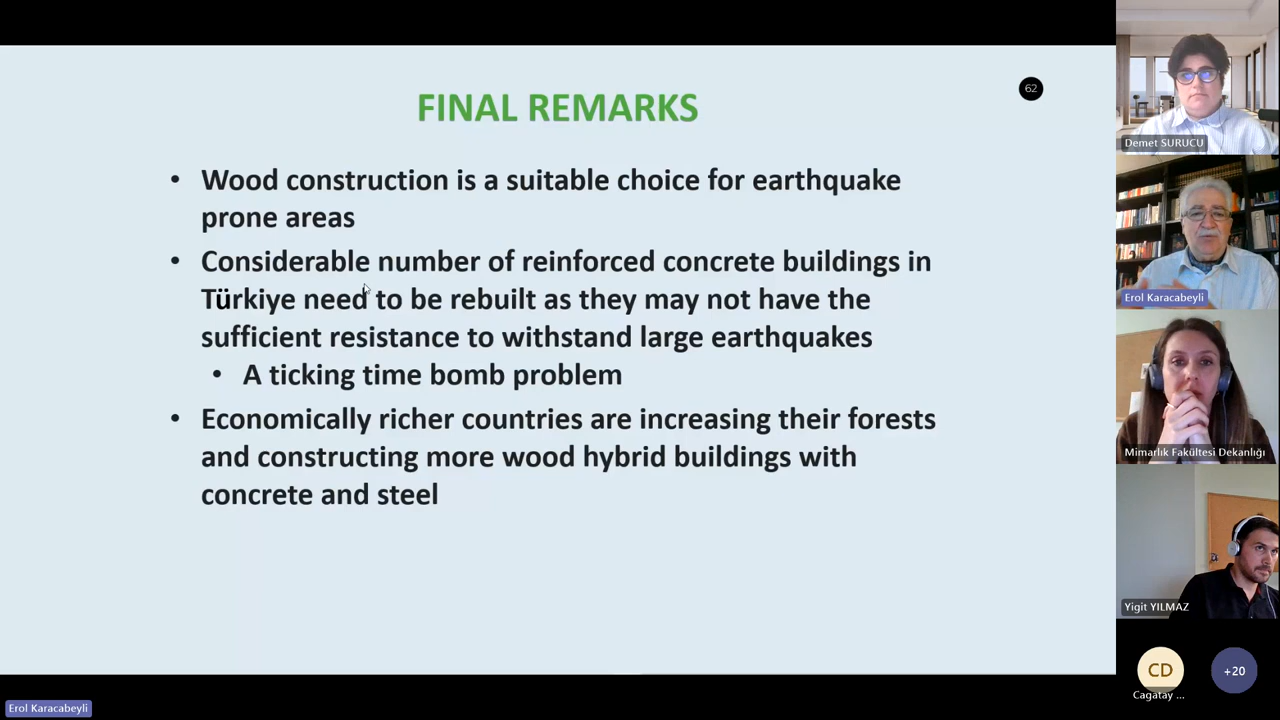 62
FINAL REMARKS
• Wood construction is a suitable choice for earthquake
prone areas
• Considerable number of reinforced concrete buildings in
Türkiye need to be rebuilt as they may not have the
sufficient resistance to withstand large earthquakes
• A ticking time bomb problem
• Economically richer countries are increasing their forests
and constructing more wood hybrid buildings with
concrete and steel
Demet SURUCU
Erol Karacabeyli
Mimarlık Fakültesi Dekanlığı
Yigit YILMAZ
CD
+20
Cagatay ...
Erol Karacabeyli